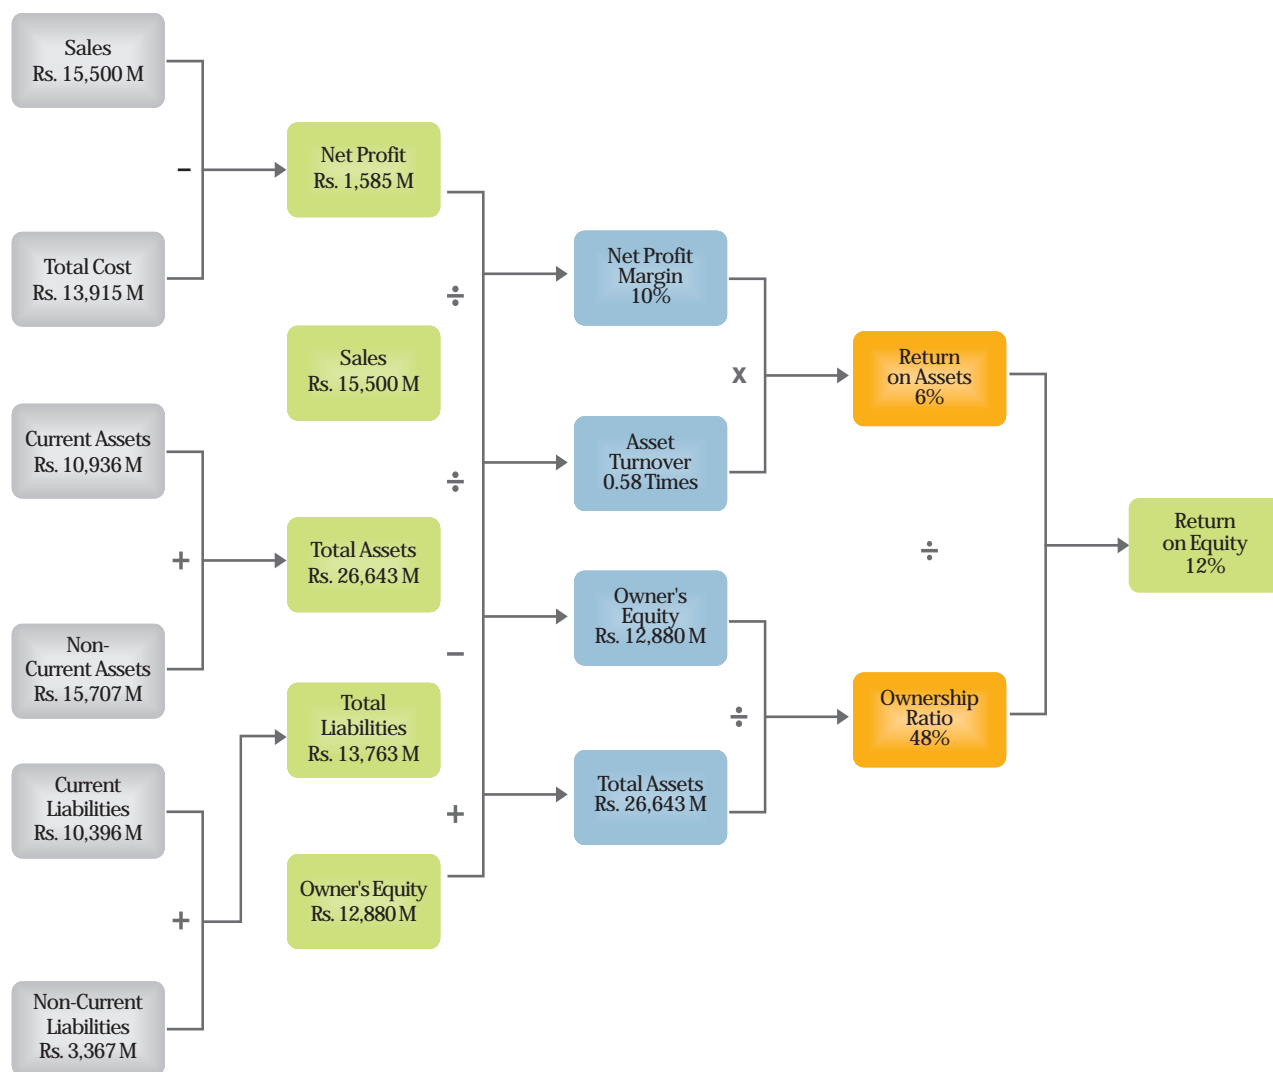 Sales
Rs. 15,500 M
−
Total Cost
Rs. 13,915 M
Current Assets
Rs. 10,936 M
+
Non-
Current Assets
Rs. 15,707 M
Current
Liabilities
Rs. 10,396 M
+
Non-Current
Liabilities
Rs. 3,367 M
Net Profit
Rs. 1,585 M
÷
Sales
Rs. 15,500 M
÷
Total Assets
Rs. 26,643 M
−
Total
Liabilities
Rs. 13,763 M
+
Owner's Equity
Rs. 12,880 M
Net Profit
Margin
10%
x
Asset
Turnover
0.58 Times
Owner's
Equity
Rs. 12,880 M
÷
Total Assets
Rs. 26,643 M
Return
on Assets
6%
÷
Ownership
Ratio
48%
Return
on Equity
12%